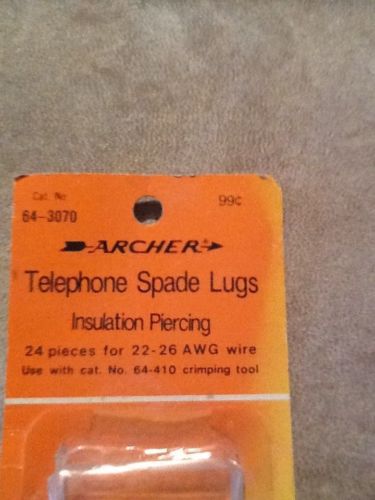 Cat. No.
64-3070
99¢
ARCHER
Telephone Spade Lugs
Insulation Piercing
24 pieces for 22-26 AWG wire
Use with cat. No. 64-410 crimping tool